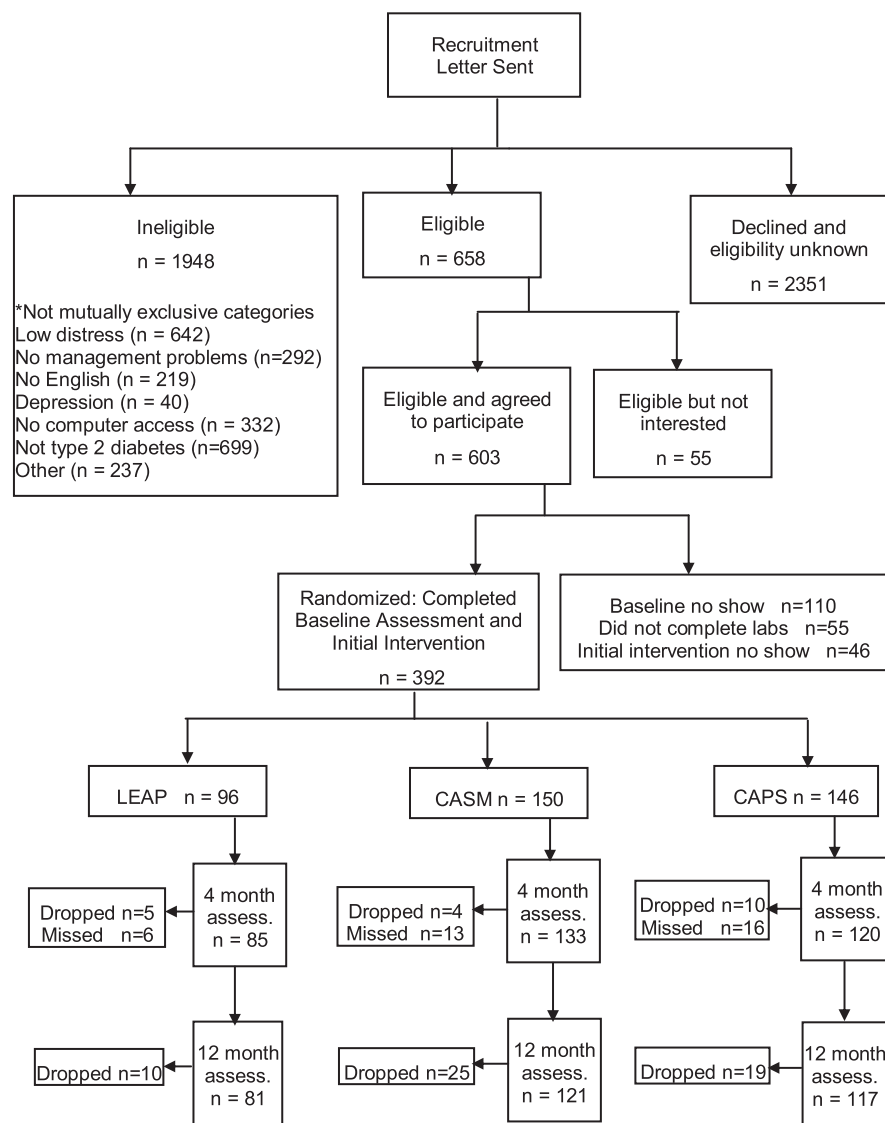 Recruitment
Letter Sent
Ineligible
n = 1948
*Not mutually exclusive categories
Low distress (n = 642)
No management problems (n=292)
No English (n = 219)
Depression (n = 40)
No computer access (n = 332)
Not type 2 diabetes (n=699)
Other (n = 237)
Eligible
n = 658
Declined and
eligibility unknown
n = 2351
Eligible and agreed
to participate
n = 603
Eligible but not
interested
n = 55
Randomized: Completed
Baseline Assessment and
Initial Intervention
n = 392
Baseline no show n=110
Did not complete labs n=55
Initial intervention no show n=46
LEAP n = 96
CASM n = 150
CAPS n = 146
Dropped n=5
Missed n=6
4 month
assess.
n = 85
Dropped n=4
Missed n=13
4 month
assess.
n = 133
Dropped n=10
Missed n=16
4 month
assess.
n = 120
Dropped n=10
12 month
assess.
n = 81
Dropped n=25
12 month
assess.
n = 121
Dropped n=19
12 month
assess.
n = 117